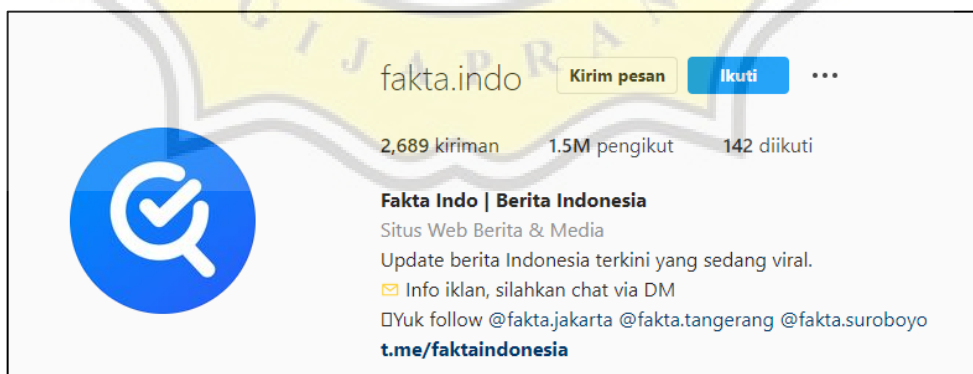 GIJAPRAN
fakta.indo Kirim pesan Ikuti
2,689 kiriman 1.5M pengikut 142 diikuti
Fakta Indo | Berita Indonesia
Situs Web Berita & Media
Update berita Indonesia terkini yang sedang viral.
Info iklan, silahkan chat via DM
Yuk follow @fakta.jakarta @fakta.tangerang @fakta.suroboyo
t.me/faktaindonesia